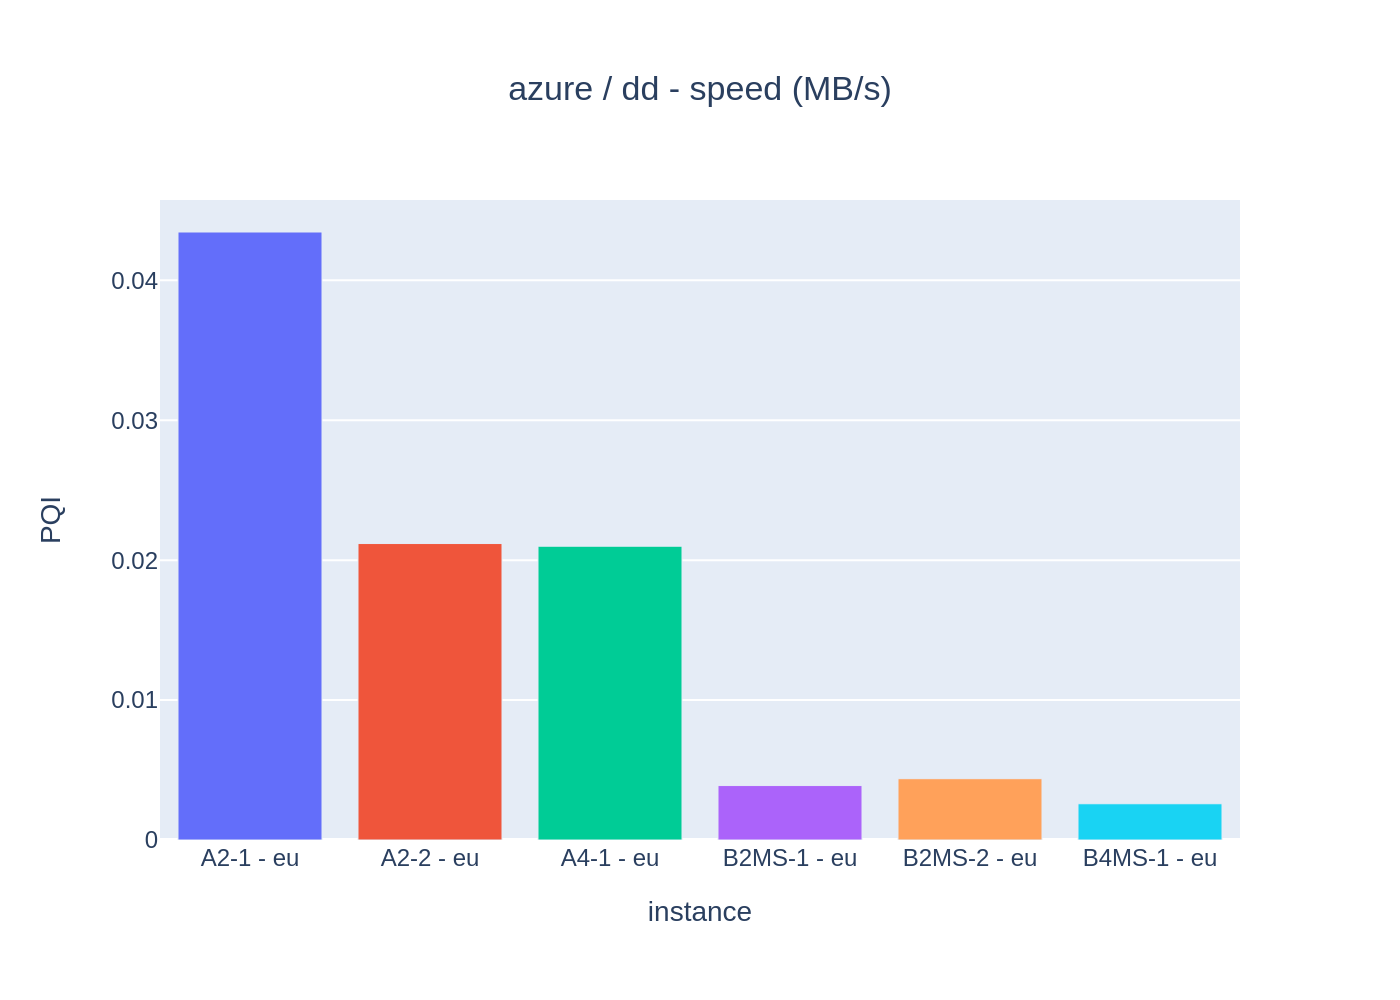 azure / dd - speed (MB/s)
0.04
0.03
0.02
0.01
0
PQI
A2-1 - eu
A2-2 - eu
A4-1 - eu
B2MS-1 - eu
B2MS-2 - eu
B4MS-1 - eu
instance